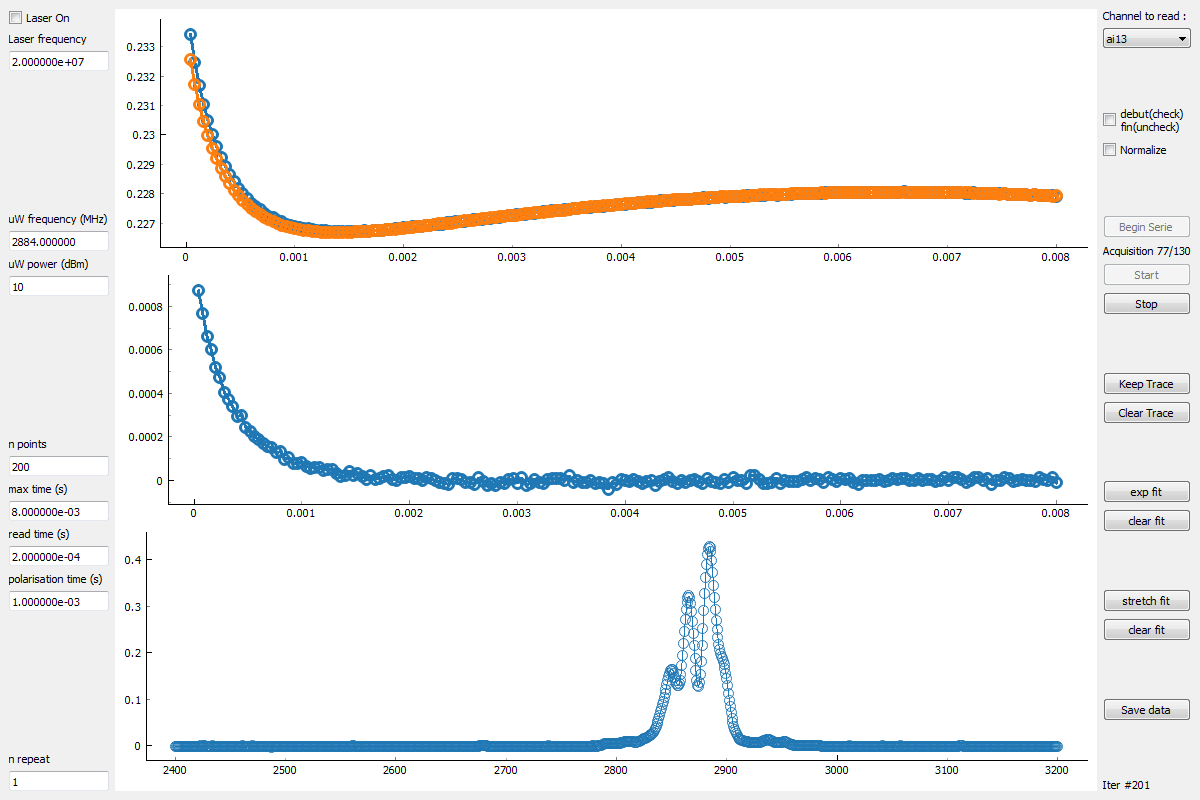 Laser On
Laser frequency
2.000000e+07
uW frequency (MHz)
2884.000000
uW power (dBm)
10
n points
200
max time (s)
8.000000e-03
read time (s)
2.000000e-04
polarisation time (s)
1.000000e-03
n repeat
1
0.233
0.232
0.231
0.23
0.229
0.228
0.227
0 0.001 0.002 0.003 0.004 0.005 0.006 0.007 0.008
0.0008
0.0006
0.0004
0.0002
0
0 0.001 0.002 0.003 0.004 0.005 0.006 0.007 0.008
0.4
0.3
0.2
0.1
0
2400 2500 2600 2700 2800 2900 3000 3100 3200
Channel to read :
ai13
debut(check)
fin(uncheck)
Normalize
Begin Serie
Acquisition 77/130
Start
Stop
Keep Trace
Clear Trace
exp fit
clear fit
stretch fit
clear fit
Save data
Iter #201